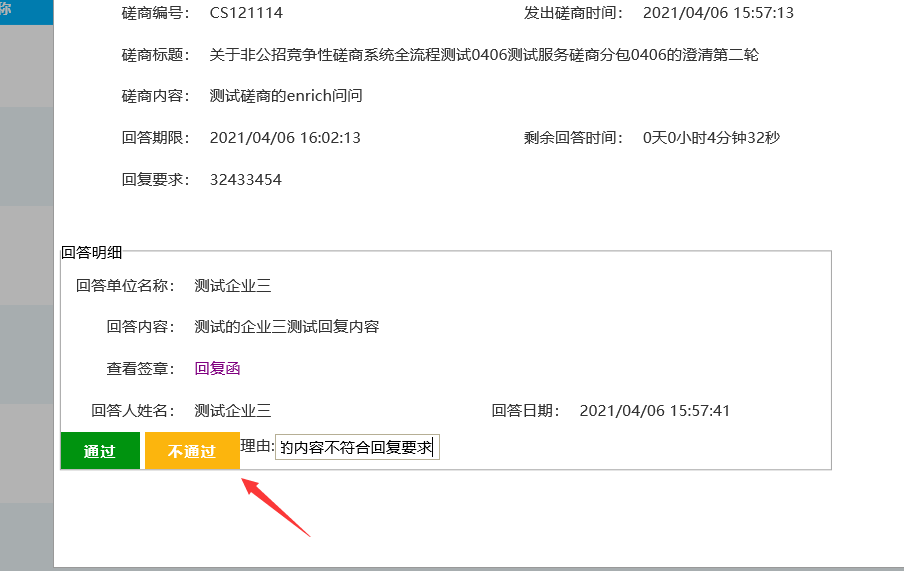 称
磋商编号： CS121114 发出磋商时间： 2021/04/06 15:57:13
磋商标题： 关于非公招竞争性磋商系统全流程测试0406测试服务磋商分包0406的澄清第二轮
磋商内容： 测试磋商的enrich问问
回答期限： 2021/04/06 16:02:13 剩余回答时间： 0天0小时4分钟32秒
回复要求： 32433454
回答明细
回答单位名称： 测试企业三
回答内容： 测试的企业三测试回复内容
查看签章： 回复函
回答人姓名： 测试企业三 回答日期： 2021/04/06 15:57:41
通过 不通过 理由: 的内容不符合回复要求